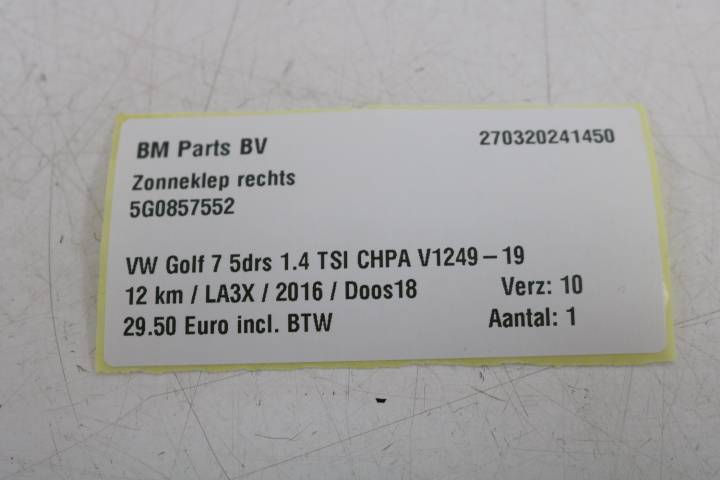 BM Parts BV 270320241450
Zonneklep rechts
5G0857552
VW Golf 7 5drs 1.4 TSI CHPA V1249-19
12 km / LA3X / 2016 / Doos18 Verz: 10
29.50 Euro incl. BTW Aantal: 1